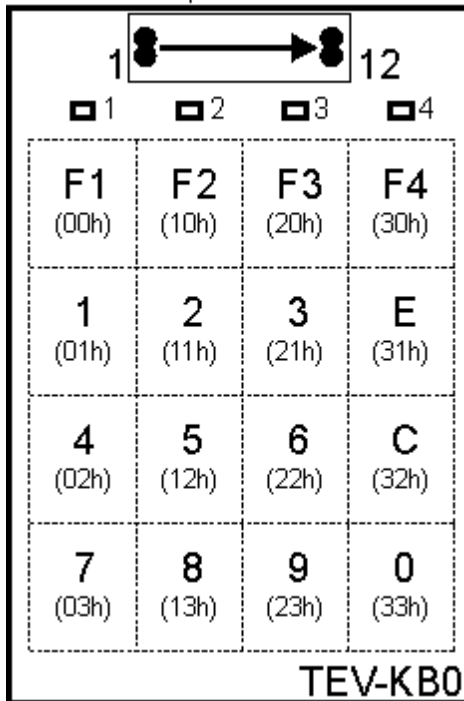 1 12
1 2 3 4
F1 F2 F3 F4
(00h) (10h) (20h) (30h)
1 2 3 E
(01h) (11h) (21h) (31h)
4 5 6 C
(02h) (12h) (22h) (32h)
7 8 9 0
(03h) (13h) (23h) (33h)
TEV-KB0